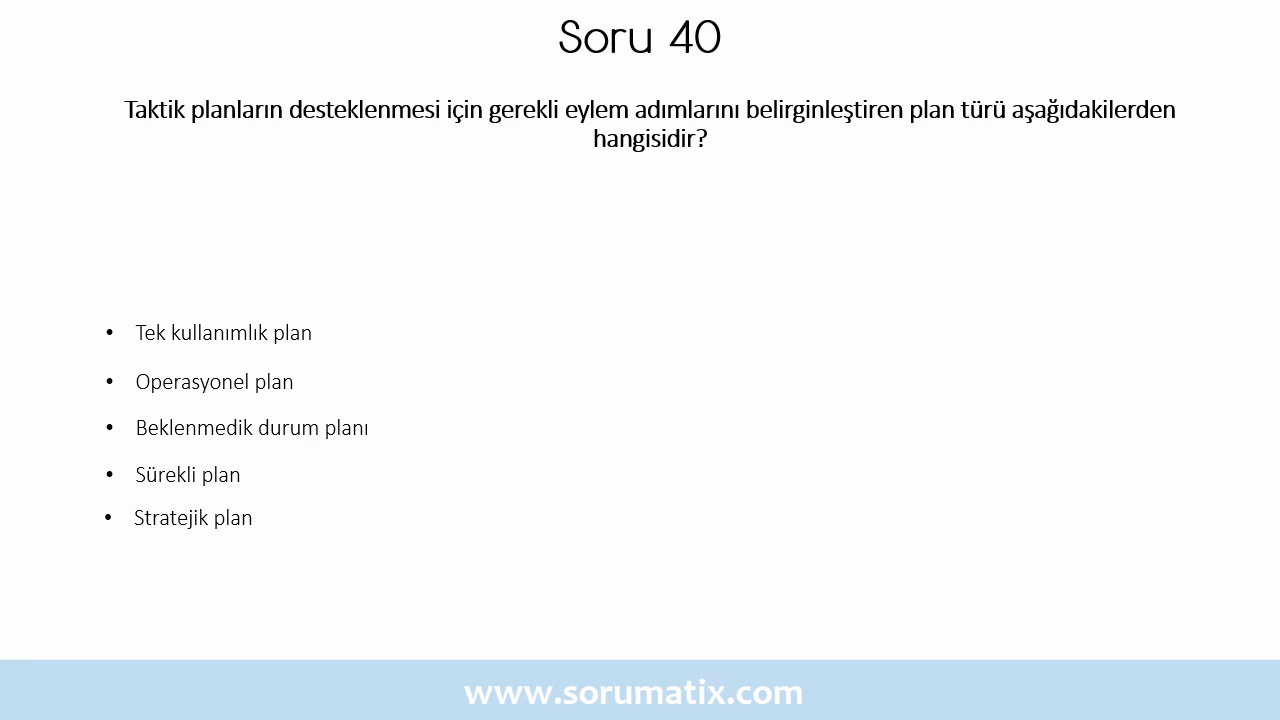 Soru 40
Taktik planların desteklenmesi için gerekli eylem adımlarını belirginleştiren plan türü aşağıdakilerden
hangisidir?
• Tek kullanımlık plan
• Operasyonel plan
• Beklenmedik durum planı
• Sürekli plan
• Stratejik plan
www.sorumatix.com